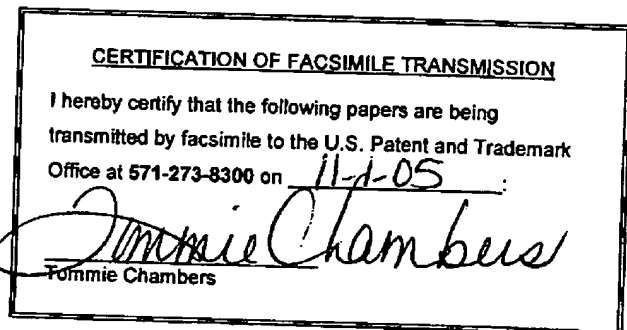 CERTIFICATION OF FACSIMILE TRANSMISSION
I hereby certify that the following papers are being
transmitted by facsimile to the U.S. Patent and Trademark
Office at 571-273-8300 on 11-1-05 :
Tommie Chambers
Tommie Chambers